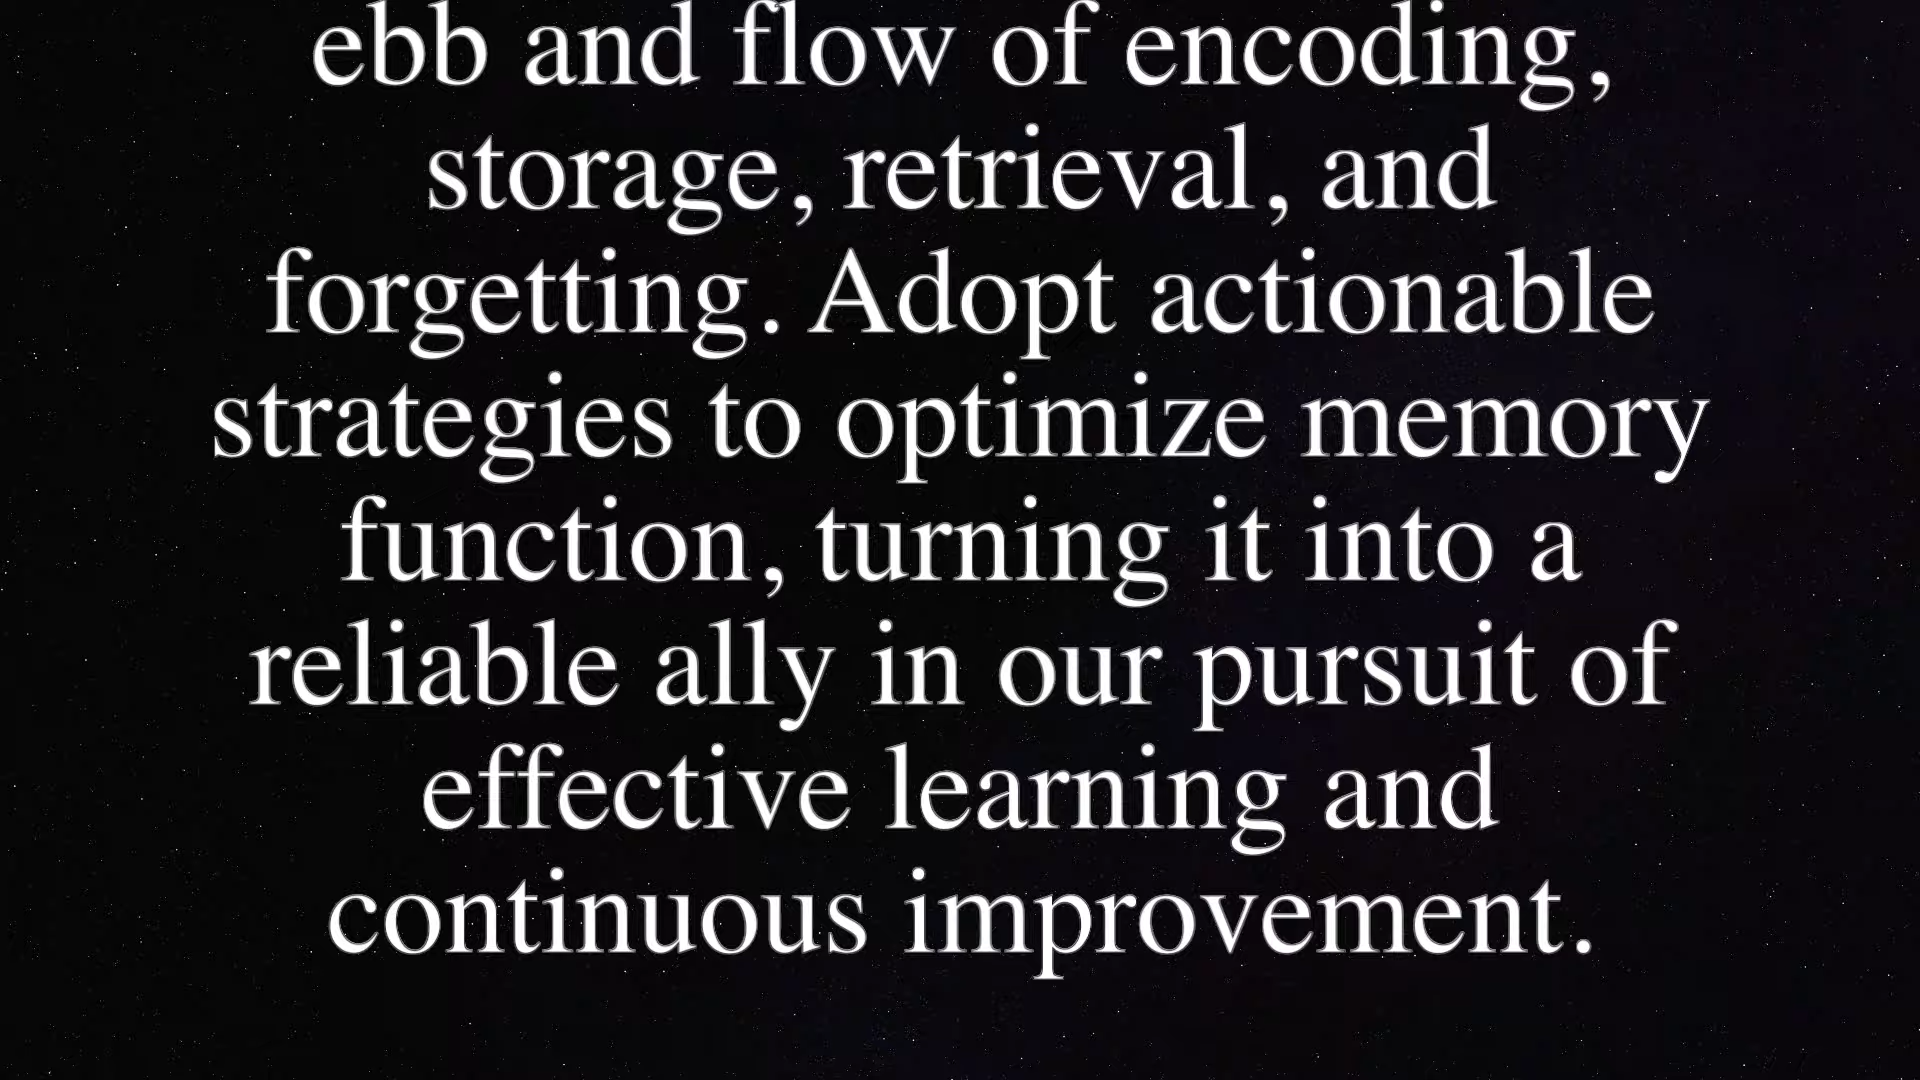 ebb and flow of encoding,
storage, retrieval, and
forgetting. Adopt actionable
strategies to optimize memory
function, turning it into a
reliable ally in our pursuit of
effective learning and
continuous improvement.